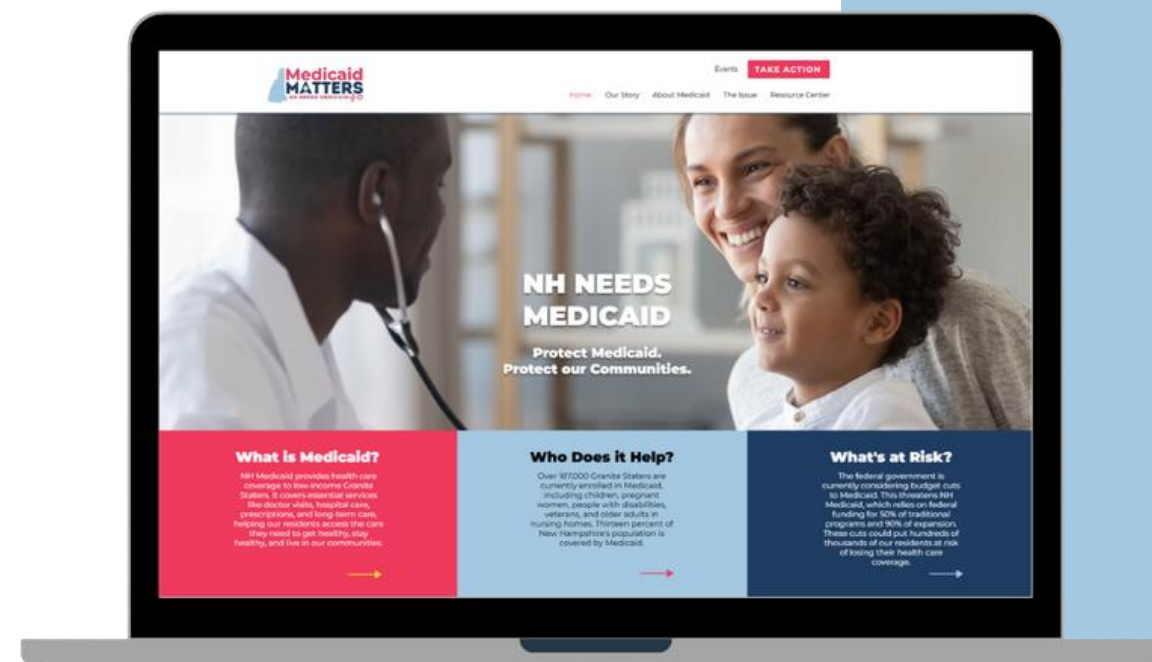 Medicaid
MATTERS
NH NEEDS MEDICAID
Events
TAKE ACTION
Home Our Story About Medicaid The Issue Resource Center
NH NEEDS
MEDICAID
Protect Medicaid.
Protect our Communities.
What is Medicaid?
NH Medicaid provides health care
coverage to low-income Granite
Staters. It covers essential services
like doctor visits, hospital care,
prescriptions, and long-term care,
helping our residents access the care
they need to get healthy, stay
healthy, and live in our communities.
Who Does it Help?
Over 187,000 Granite Staters are
currently enrolled in Medicaid,
including children, pregnant
women, people with disabilities,
veterans, and older adults in
nursing homes. Thirteen percent of
New Hampshire's population is
covered by Medicaid.
What's at Risk?
The federal government is
currently considering budget cuts
to Medicaid. This threatens NH
Medicaid, which relies on federal
funding for 50% of traditional
programs and 90% of expansion.
These cuts could put hundreds of
thousands of our residents at risk
of losing their health care
coverage.